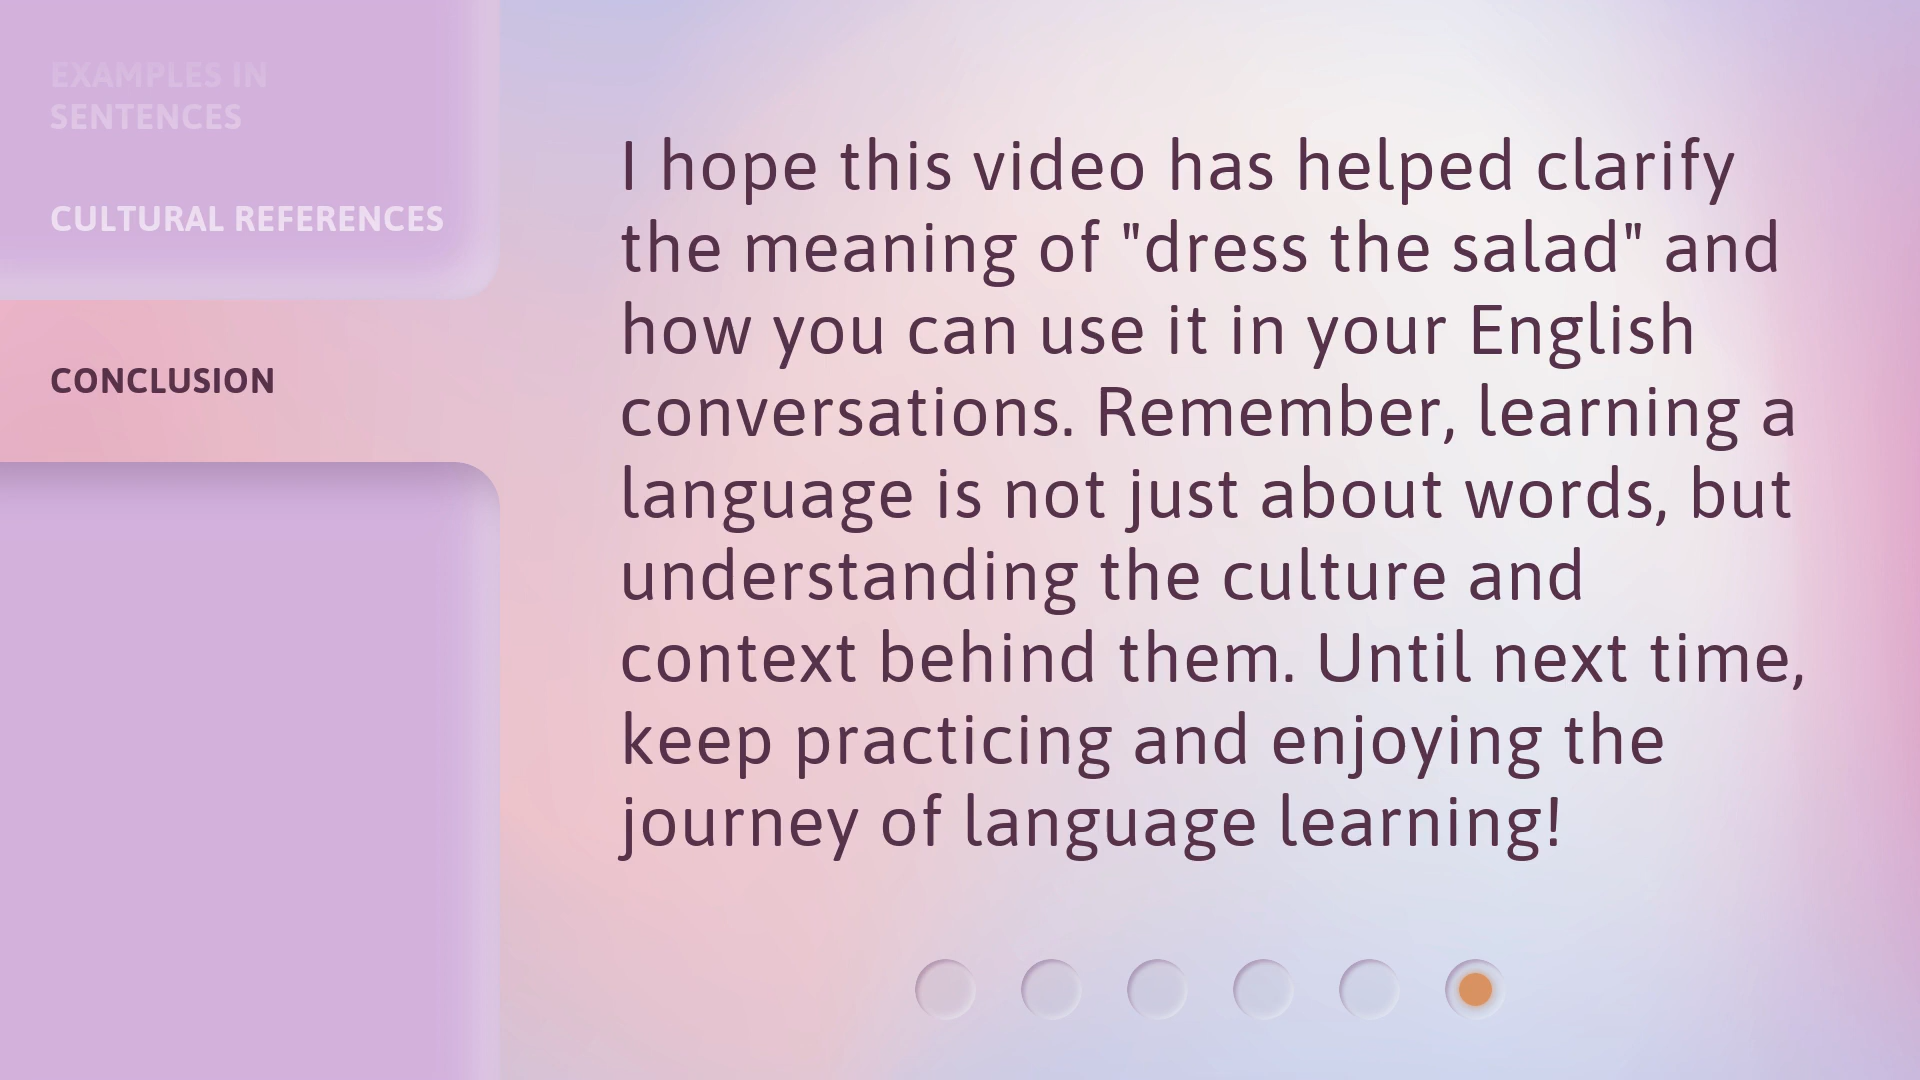 EXAMPLES IN
SENTENCES
CULTURAL REFERENCES
CONCLUSION
I hope this video has helped clarify
the meaning of "dress the salad" and
how you can use it in your English
conversations. Remember, learning a
language is not just about words, but
understanding the culture and
context behind them. Until next time,
keep practicing and enjoying the
journey of language learning!